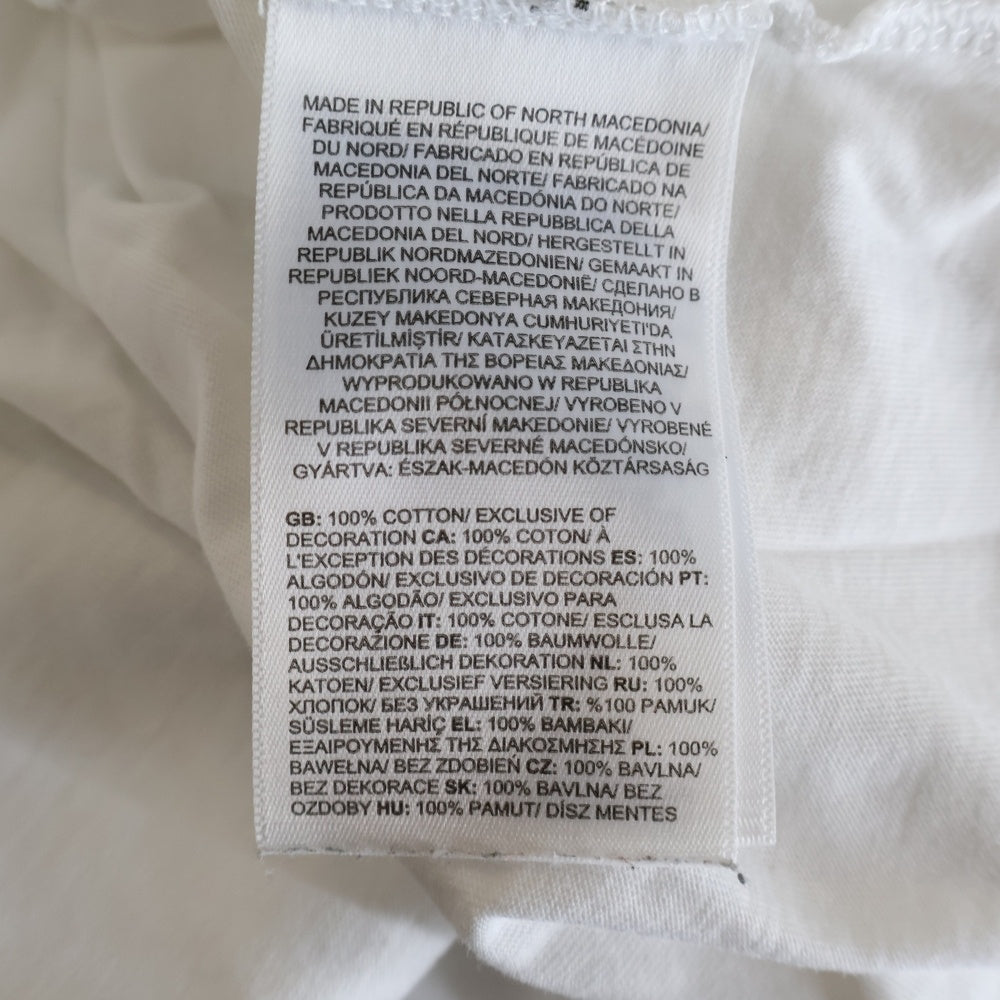 MADE IN REPUBLIC OF NORTH MACEDONIA/
FABRIQUÉ EN RÉPUBLIQUE DE MACÉDOINE
DU NORD/ FABRICADO EN REPÚBLICA DE
MACEDONIA DEL NORTE/ FABRICADO NA
REPÚBLICA DA MACEDÓNIA DO NORTE/
PRODOTTO NELLA REPUBBLICA DELLA
MACEDONIA DEL NORD/ HERGESTELLT IN
REPUBLIK NORDMAZEDONIEN/ GEMAAKT IN
REPUBLIEK NOORD-MACEDONIË/ СДЕЛАНО В
РЕСПУБЛИКА СЕВЕРНАЯ МАКЕДОНИЯ/
KUZEY MAKEDONYA CUMHURIYETI'DA
ÜRETİLMİŞTİR/ ΚΑΤΑΣΚΕΥΑΖΕΤΑΙ ΣΤΗΝ
ΔΗΜΟΚΡΑΤΙΑ ΤΗΣ ΒΟΡΕΙΑΣ ΜΑΚΕΔΟΝΙΑΣ/
WYPRODUKOWANO W REPUBLIKA
MACEDONII PÓŁNOCNEJ/ VYROBENO V
REPUBLIKA SEVERNÍ MAKEDONIE/ VYROBENÉ
V REPUBLIKA SEVERNÉ MACEDÓNSKO/
GYÁRTVA: ÉSZAK-MACEDÓN KÖZTÁRSASÁG
GB: 100% COTTON/ EXCLUSIVE OF
DECORATION CA: 100% COTON/ À
L'EXCEPTION DES DÉCORATIONS ES: 100%
ALGODÓN/ EXCLUSIVO DE DECORACIÓN PT:
100% ALGODÃO/ EXCLUSIVO PARA
DECORAÇÃO IT: 100% COTONE/ ESCLUSA LA
DECORAZIONE DE: 100% BAUMWOLLE/
AUSSCHLIEßLICH DEKORATION NL: 100%
KATOEN/ EXCLUSIEF VERSIERING RU: 100%
ХЛОПОК/ БЕЗ УКРАШЕНИЙ TR: %100 PAMUK/
SÜSLEME HARİÇ EL: 100% ΒΑΜΒΑΚΙ/
ΕΞΑΙΡΟΥΜΕΝΗΣ ΤΗΣ ΔΙΑΚΟΣΜΗΣΗΣ PL: 100%
BAWEŁNA/ BEZ ZDOBIEŃ CZ: 100% BAVLNA/
BEZ DEKORACE SK: 100% BAVLNA/ BEZ
OZDOBY HU: 100% PAMUT/ DÍSZ MENTES